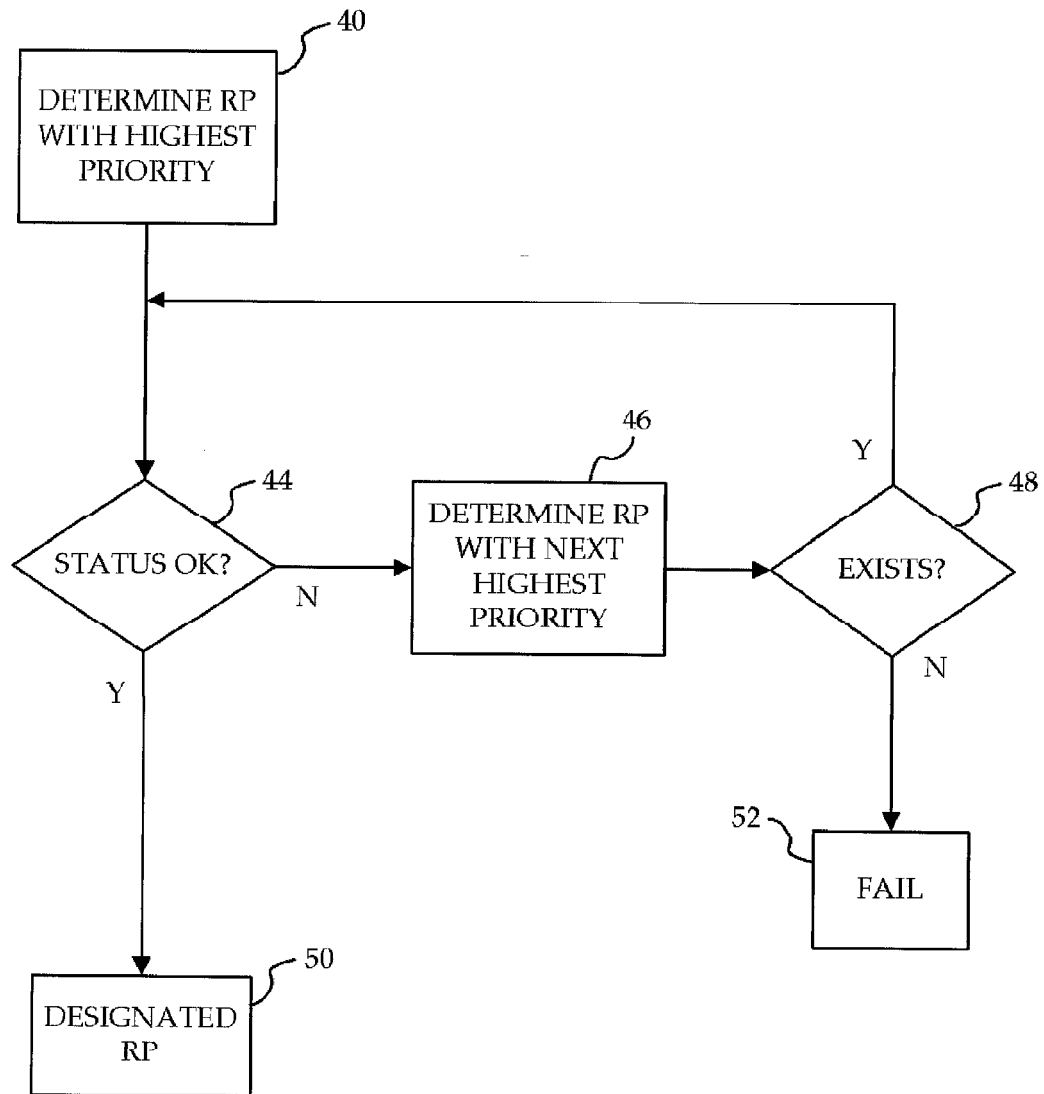 40
DETERMINE RP
WITH HIGHEST
PRIORITY
46
Y
44
48
STATUS OK?
N
DETERMINE RP
WITH NEXT
HIGHEST
PRIORITY
EXISTS?
Y
N
52
FAIL
50
DESIGNATED
RP